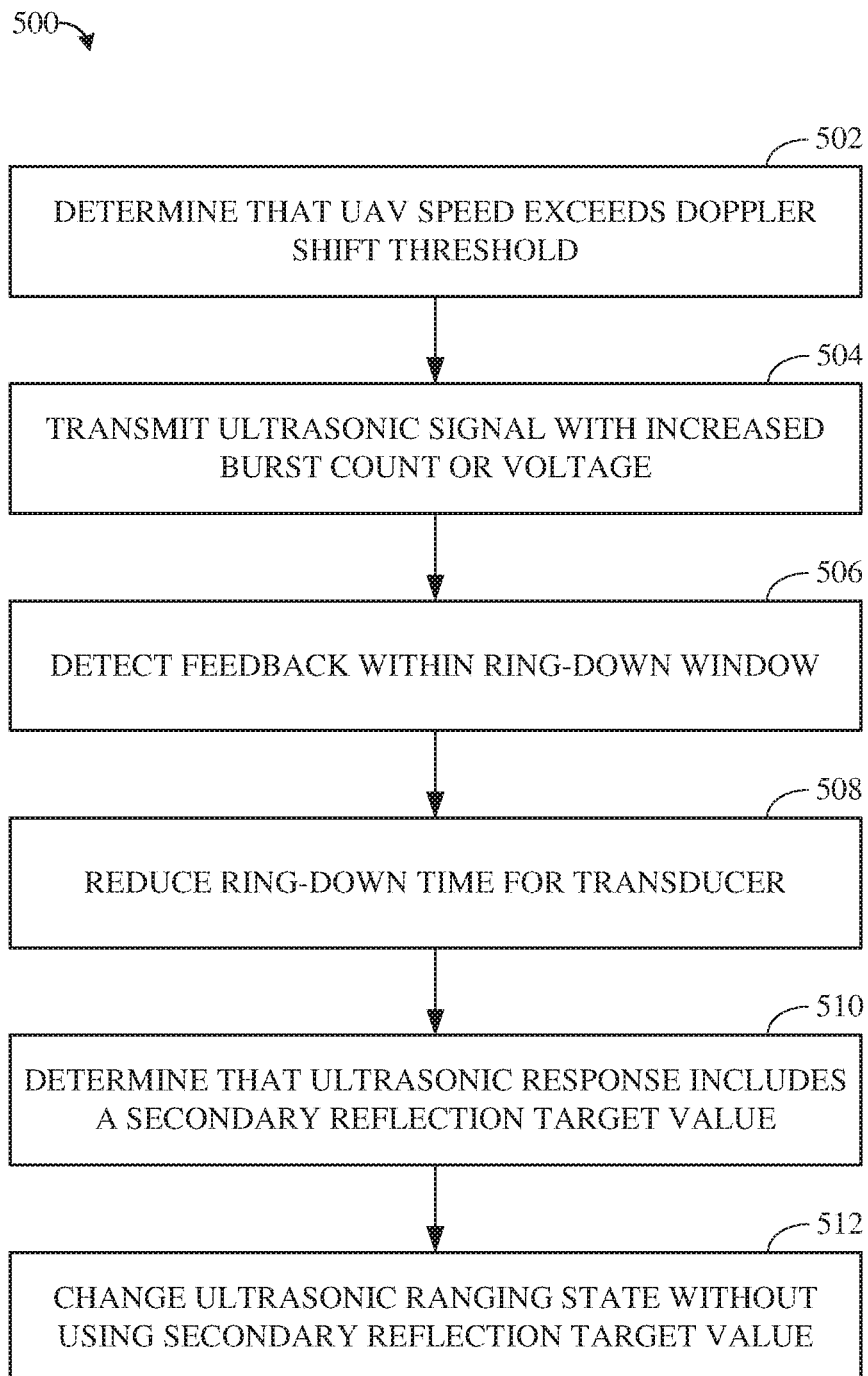 500
502
DETERMINE THAT UAV SPEED EXCEEDS DOPPLER
SHIFT THRESHOLD
504
TRANSMIT ULTRASONIC SIGNAL WITH INCREASED
BURST COUNT OR VOLTAGE
506
DETECT FEEDBACK WITHIN RING-DOWN WINDOW
508
REDUCE RING-DOWN TIME FOR TRANSDUCER
510
DETERMINE THAT ULTRASONIC RESPONSE INCLUDES
A SECONDARY REFLECTION TARGET VALUE
512
CHANGE ULTRASONIC RANGING STATE WITHOUT
USING SECONDARY REFLECTION TARGET VALUE